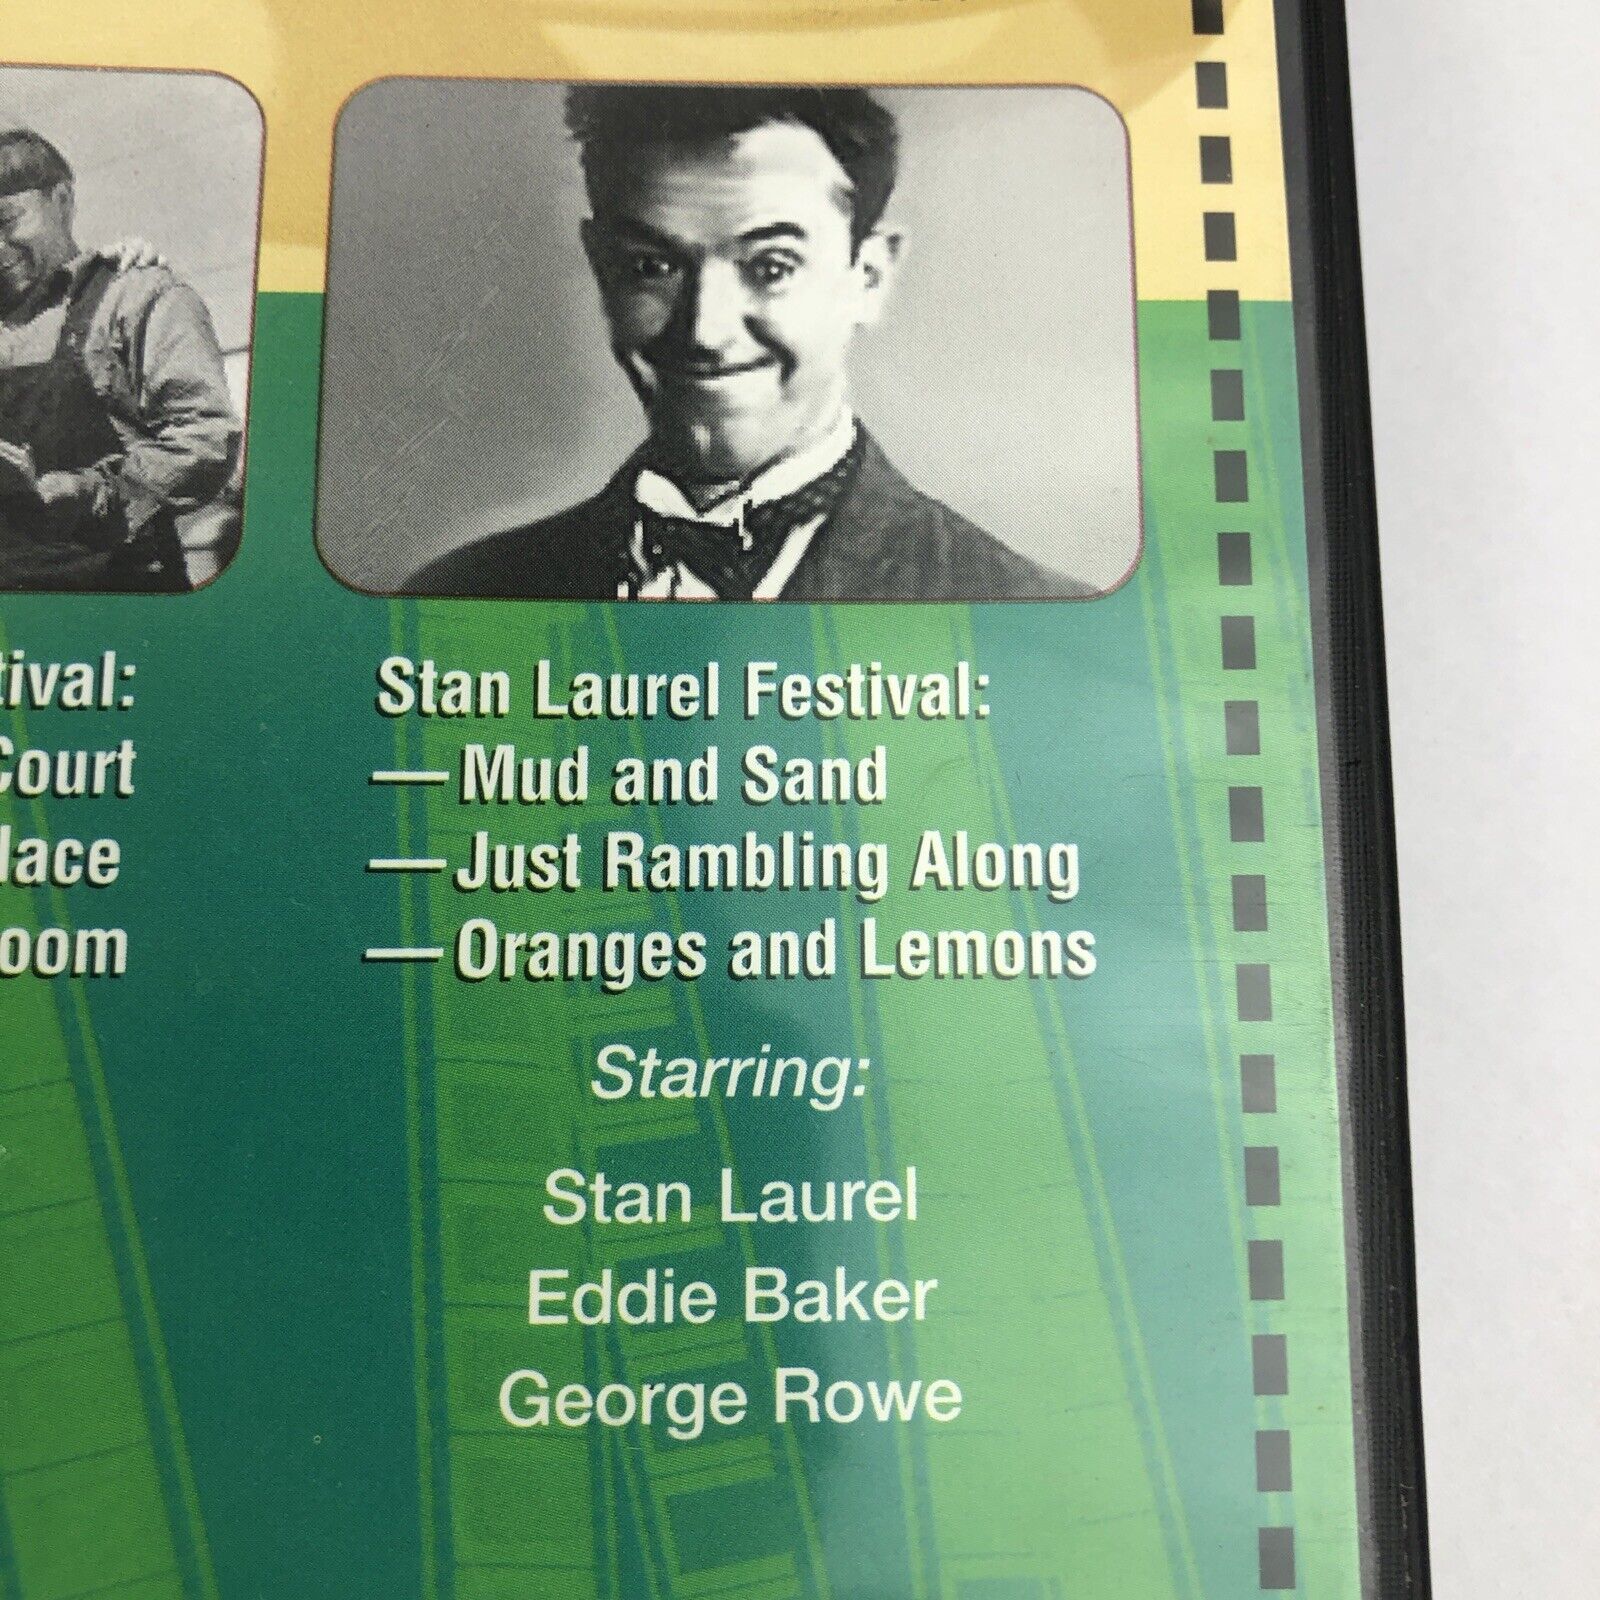 tival:
Court
lace
oom
Stan Laurel Festival:
—Mud and Sand
—Just Rambling Along
—Oranges and Lemons
Starring:
Stan Laurel
Eddie Baker
George Rowe